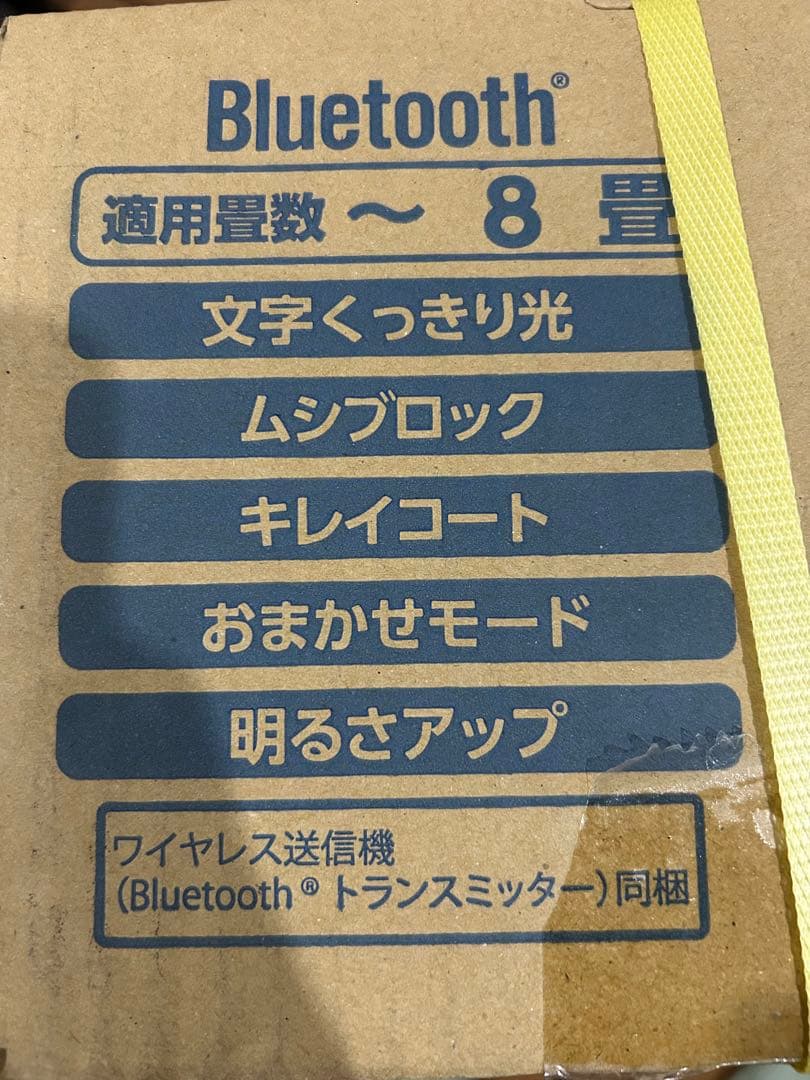 Bluetooth®
適用畳数 ～ 8 畳
文字くっきり光
ムシブロック
キレイコート
おまかせモード
明るさアップ
ワイヤレス送信機
（Bluetooth® トランスミッター）同梱